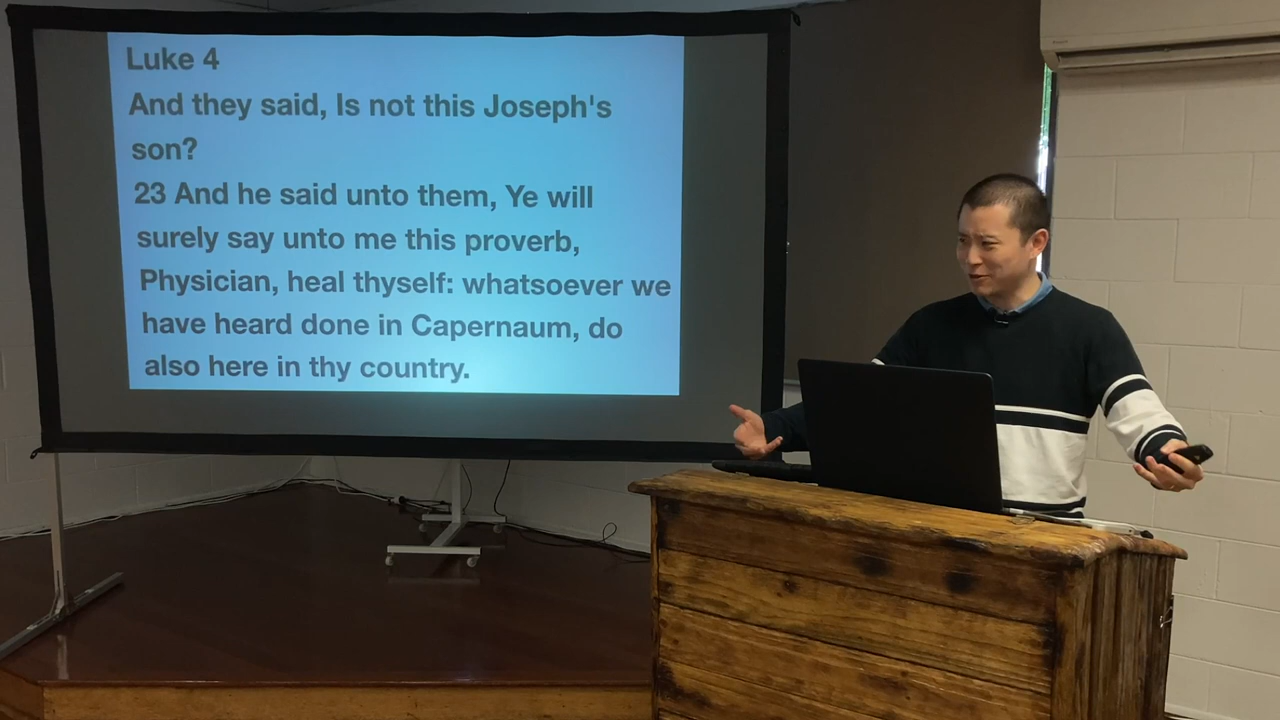 Luke 4
And they said, Is not this Joseph's
son?
23 And he said unto them, Ye will
surely say unto me this proverb,
Physician, heal thyself: whatsoever we
have heard done in Capernaum, do
also here in thy country.